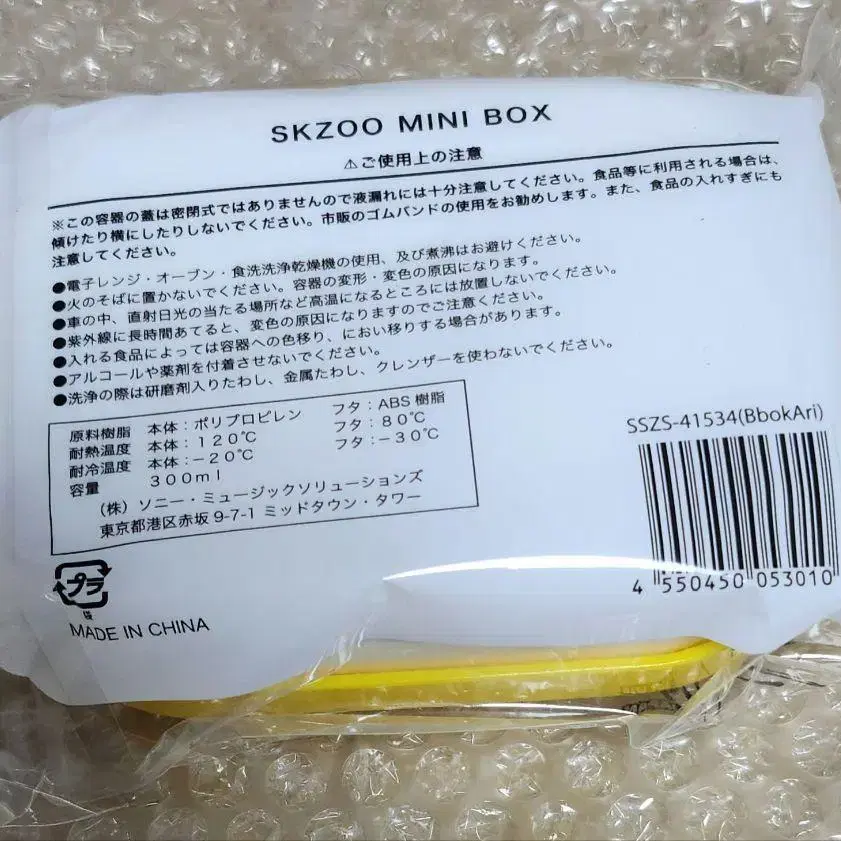 SKZOO MINI BOX
⚠ご使用上の注意
※この容器の蓋は密閉式ではありませんので液漏れには十分注意してください。食品等に利用される場合は、
傾けたり横にしたりしないでください。市販のゴムバンドの使用をお勧めします。また、食品の入れすぎにも
注意してください。
●電子レンジ・オーブン・食洗洗浄乾燥機の使用、及び煮沸はお避けください。
●火のそばに置かないでください。容器の変形・変色の原因になります。
●車の中、直射日光の当たる場所など高温になるところには放置しないでください。
●紫外線に長時間あてると、変色の原因になりますのでご注意ください。
●入れる食品によっては容器への色移り、におい移りする場合があります。
●アルコールや薬剤を付着させないでください。
●洗浄の際は研磨剤入りたわし、金属たわし、クレンザーを使わないでください。
原料樹脂 本体：ポリプロピレン フタ：ABS樹脂
耐熱温度 本体：120℃ フタ：80℃
耐冷温度 本体：−20℃ フタ：−30℃
容量 300ml
（株）ソニー・ミュージックソリューションズ
東京都港区赤坂9-7-1 ミッドタウン・タワー
SSZS-41534(BbokAri)
4 550450 053010
プラ
袋
MADE IN CHINA